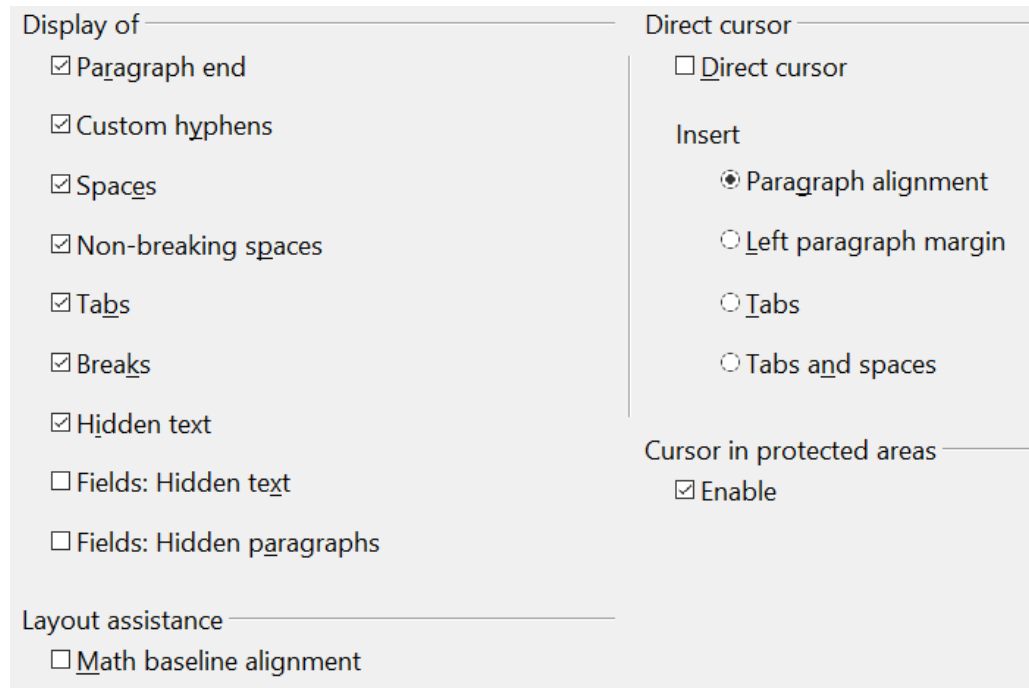 Display of
Paragraph end
Custom hyphens
Spaces
Non-breaking spaces
Tabs
Breaks
Hidden text
Fields: Hidden text
Fields: Hidden paragraphs
Layout assistance
Math baseline alignment
Direct cursor
Direct cursor
Insert
Paragraph alignment
Left paragraph margin
Tabs
Tabs and spaces
Cursor in protected areas
Enable